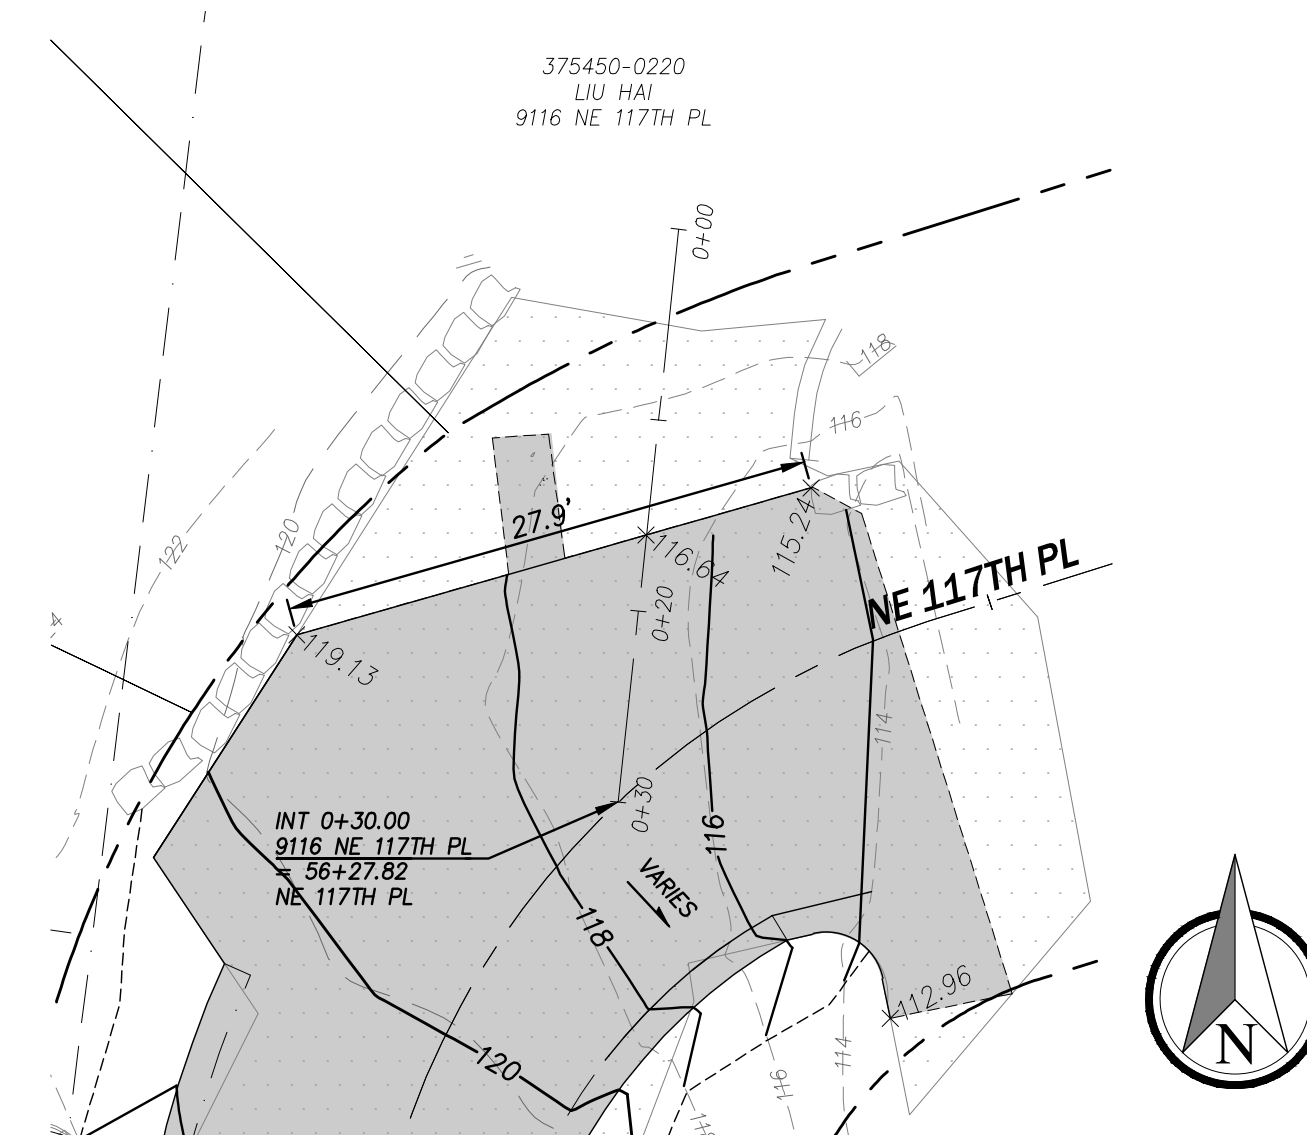 375450-0220
LIU HAI
9116 NE 117TH PL
0+00
118
116
122
120
27.9'
116.64
115.24
0+20
NE 117TH PL
119.13
114
0+30
INT 0+30.00
9116 NE 117TH PL
= 56+27.82
NE 117TH PL
116
VARIES
118
112.96
120
114
116
N